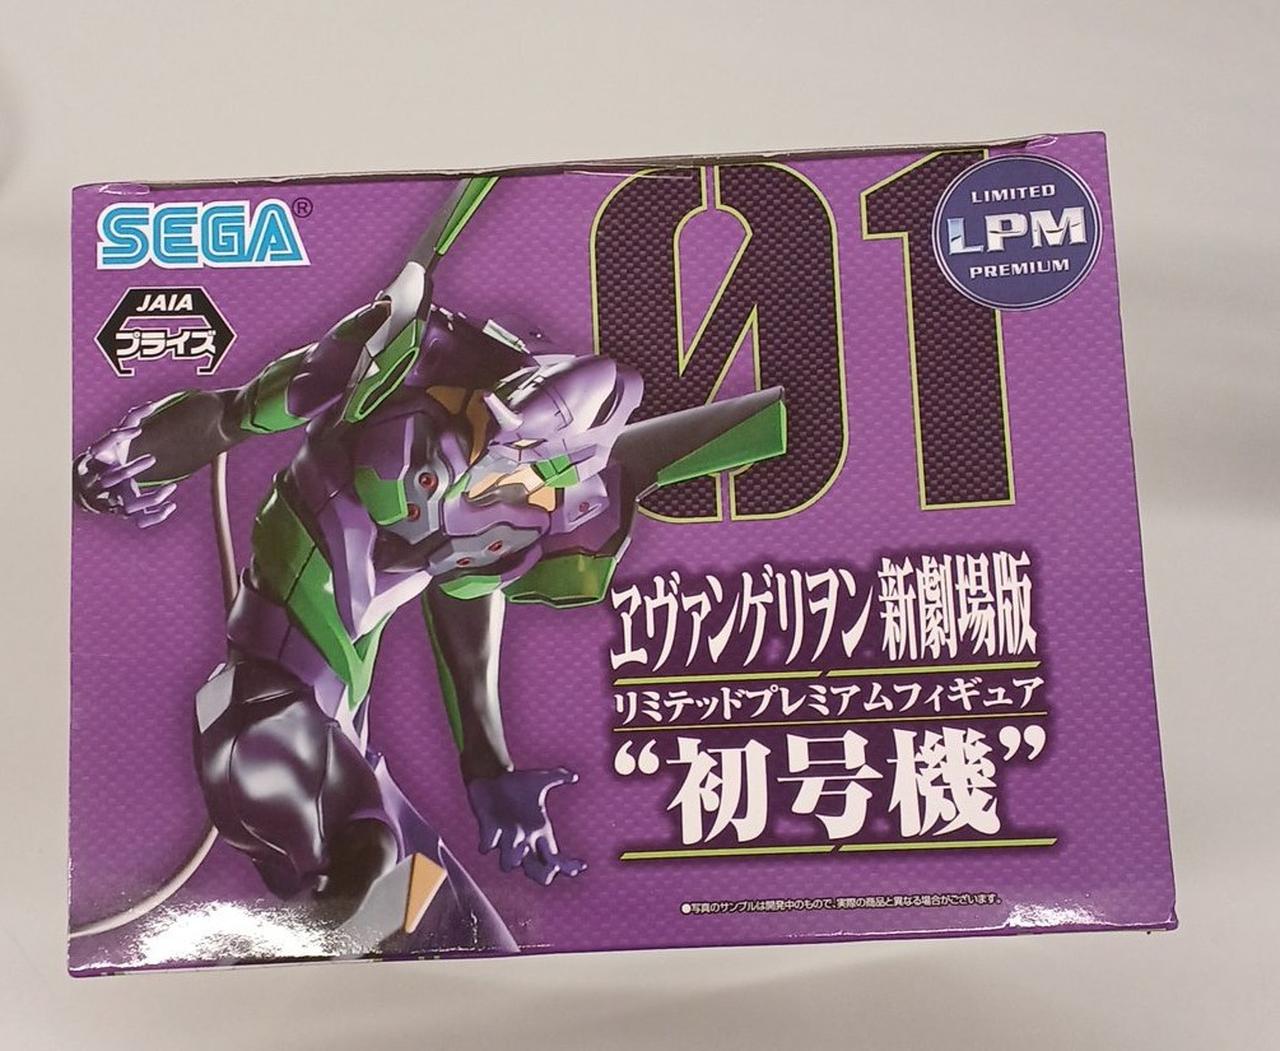 SEGA®
JAIA
プライズ
01
LIMITED
LPM
PREMIUM
ヱヴァンゲリヲン新劇場版
リミテッドプレミアムフィギュア
“初号機”
●写真のサンプルは開発中のもので、実際の商品と異なる場合がございます。